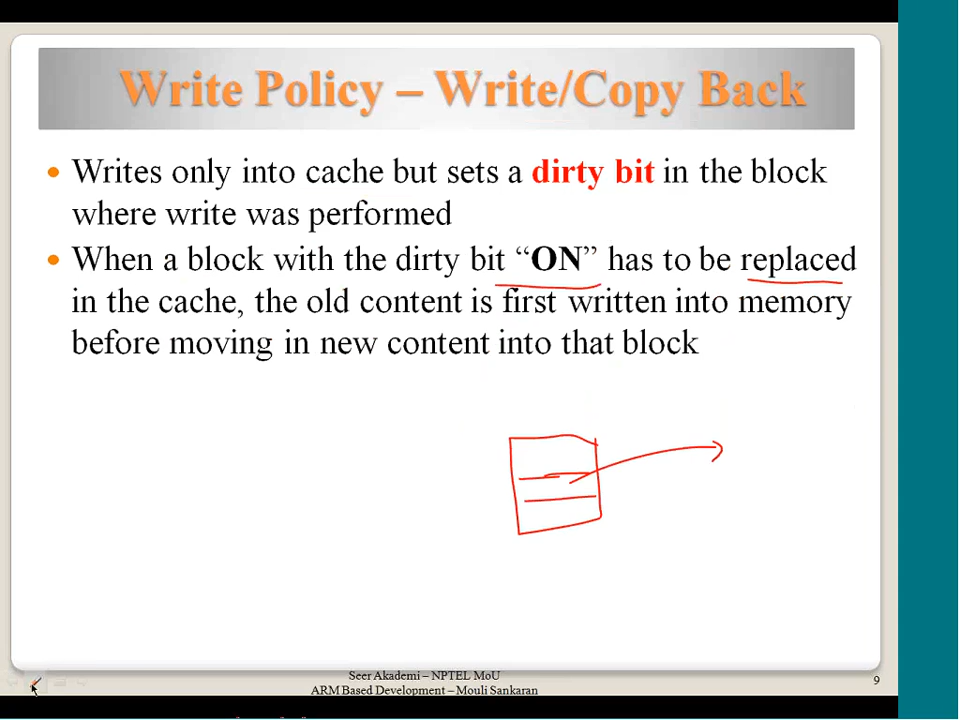 Write Policy – Write/Copy Back
• Writes only into cache but sets a dirty bit in the block
where write was performed
• When a block with the dirty bit “ON” has to be replaced
in the cache, the old content is first written into memory
before moving in new content into that block
Seer Akademi – NPTEL MoU
ARM Based Development – Mouli Sankaran
9